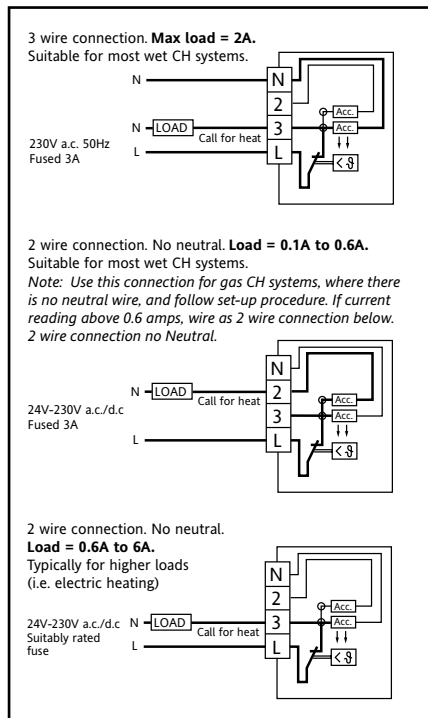 3 wire connection. Max load = 2A.
Suitable for most wet CH systems.
N
N
2
Acc.
N LOAD
Call for heat
3
Acc.
230V a.c. 50Hz
Fused 3A
L
L
< ϑ
2 wire connection. No neutral. Load = 0.1A to 0.6A.
Suitable for most wet CH systems.
Note: Use this connection for gas CH systems, where there
is no neutral wire, and follow set-up procedure. If current
reading above 0.6 amps, wire as 2 wire connection below.
2 wire connection no Neutral.
N
N LOAD
Call for heat
2
Acc.
24V-230V a.c./d.c
Fused 3A
3
Acc.
L
L
< ϑ
2 wire connection. No neutral.
Load = 0.6A to 6A.
Typically for higher loads
(i.e. electric heating)
N
2
Acc.
24V-230V a.c./d.c
Suitably rated
fuse
N LOAD
Call for heat
3
Acc.
L
L
< ϑ